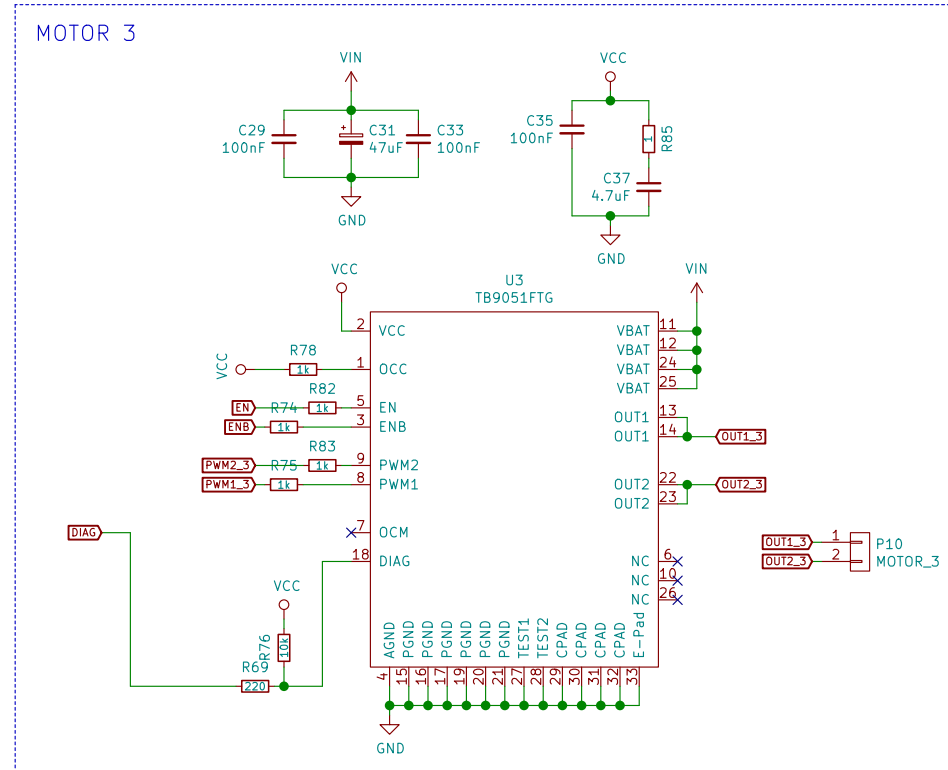 MOTOR 3
VIN
VCC
C29
100nF
+
C31
47uF
C33
100nF
C35
100nF
1
R85
C37
4.7uF
GND
GND
VCC
U3
TB9051FTG
VIN
2 VCC
VBAT 11
VBAT 12
VCC
R78
1k
1 OCC
VBAT 24
VBAT 25
EN
R82
1k
5 EN
ENB
R74
1k
3 ENB
OUT1 13
OUT1 14
OUT1_3
PWM2_3
R83
1k
9 PWM2
PWM1_3
R75
1k
8 PWM1
OUT2 22
OUT2 23
OUT2_3
7 OCM
DIAG
18 DIAG
NC 6
NC 10
NC 26
OUT1_3 1
OUT2_3 2
P10
MOTOR_3
VCC
R76
10k
R69
220
AGND
PGND
PGND
PGND
PGND
PGND
PGND
TEST1
TEST2
CPAD
CPAD
CPAD
CPAD
E-Pad
4
15
16
17
19
20
21
27
28
29
30
31
32
33
GND